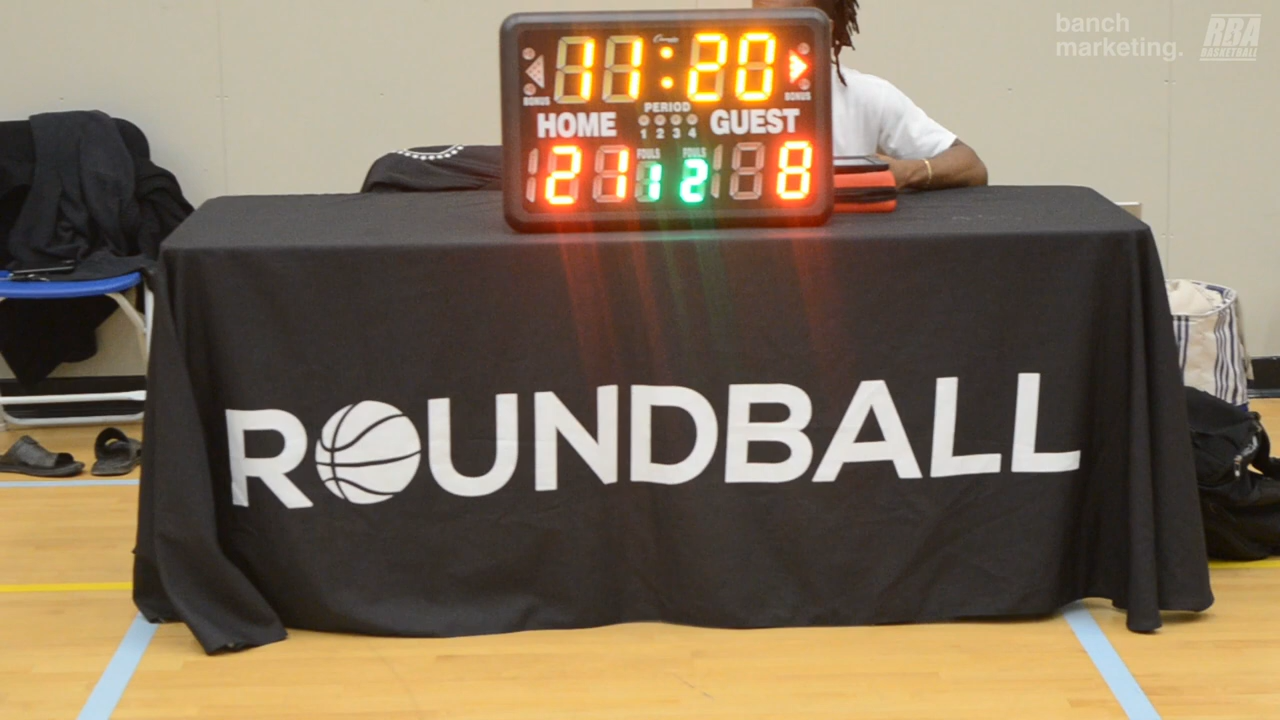 banch
marketing.
RBA
BASKETBALL
11:20
BONUS
PERIOD
BONUS
HOME
1 2 3 4
GUEST
FOULS
FOULS
21
1
2
8
ROUNDBALL